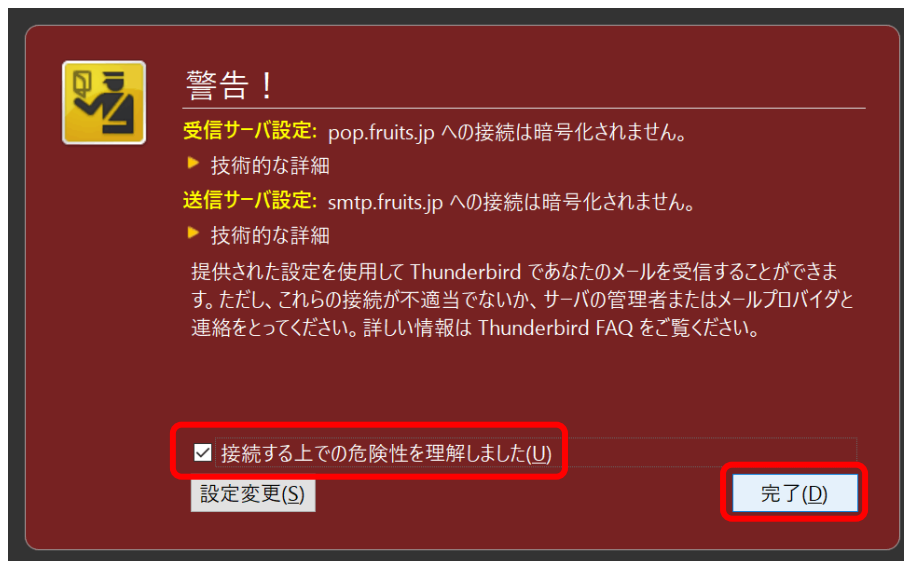 警告！
受信サーバ設定: pop.fruits.jp への接続は暗号化されません。
技術的な詳細
送信サーバ設定: smtp.fruits.jp への接続は暗号化されません。
技術的な詳細
提供された設定を使用して Thunderbird であなたのメールを受信することができま
す。ただし、これらの接続が不適当でないか、サーバの管理者またはメールプロバイダと
連絡をとってください。詳しい情報は Thunderbird FAQ をご覧ください。
接続する上での危険性を理解しました(U)
設定変更(S)
完了(D)